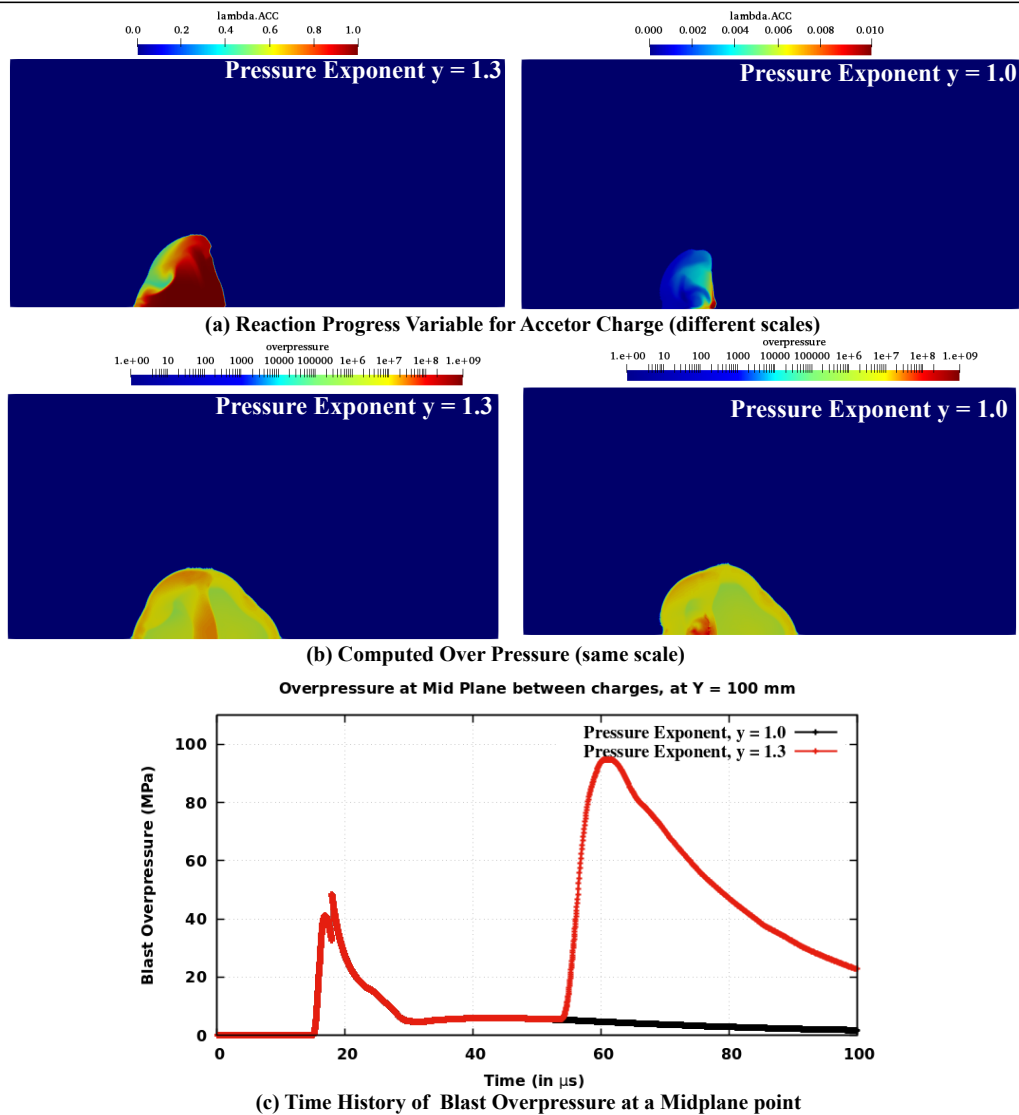 lambda.ACC
0.0 0.2 0.4 0.6 0.8 1.0
Pressure Exponent y = 1.3
lambda.ACC
0.000 0.002 0.004 0.006 0.008 0.010
Pressure Exponent y = 1.0
(a) Reaction Progress Variable for Accetor Charge (different scales)
overpressure
1.e+00 10 100 1000 10000 100000 1e+6 1e+7 1e+8 1.e+09
Pressure Exponent y = 1.3
overpressure
1.e+00 10 100 1000 10000 100000 1e+6 1e+7 1e+8 1.e+09
Pressure Exponent y = 1.0
(b) Computed Over Pressure (same scale)
Overpressure at Mid Plane between charges, at Y = 100 mm
Pressure Exponent, y = 1.0
Pressure Exponent, y = 1.3
Blast Overpressure (MPa)
100
80
60
40
20
0
0 20 40 60 80 100
Time (in μs)
(c) Time History of Blast Overpressure at a Midplane point